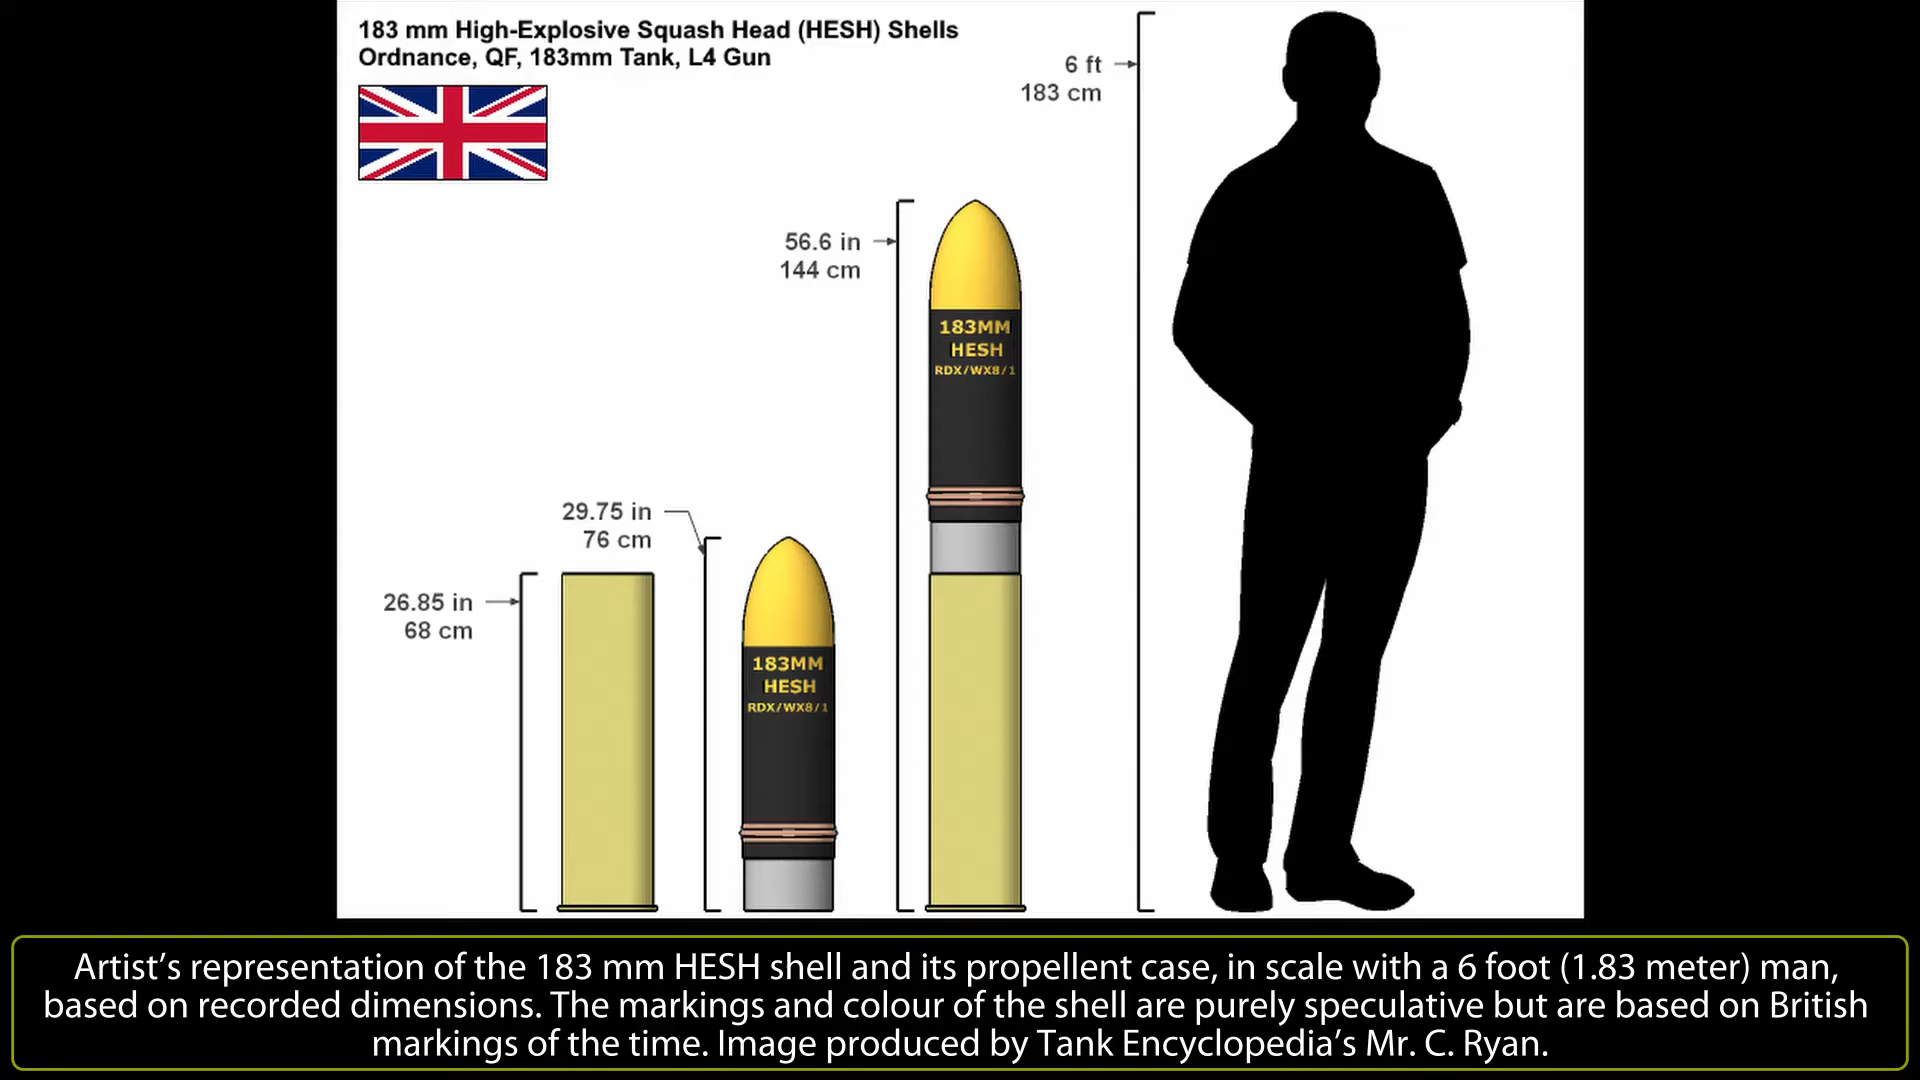 183 mm High-Explosive Squash Head (HESH) Shells
Ordnance, QF, 183mm Tank, L4 Gun
6 ft
183 cm
56.6 in
144 cm
183MM
HESH
RDX/WX8/1
29.75 in
76 cm
26.85 in
68 cm
183MM
HESH
RDX/WX8/1
Artist’s representation of the 183 mm HESH shell and its propellent case, in scale with a 6 foot (1.83 meter) man,
based on recorded dimensions. The markings and colour of the shell are purely speculative but are based on British
markings of the time. Image produced by Tank Encyclopedia’s Mr. C. Ryan.